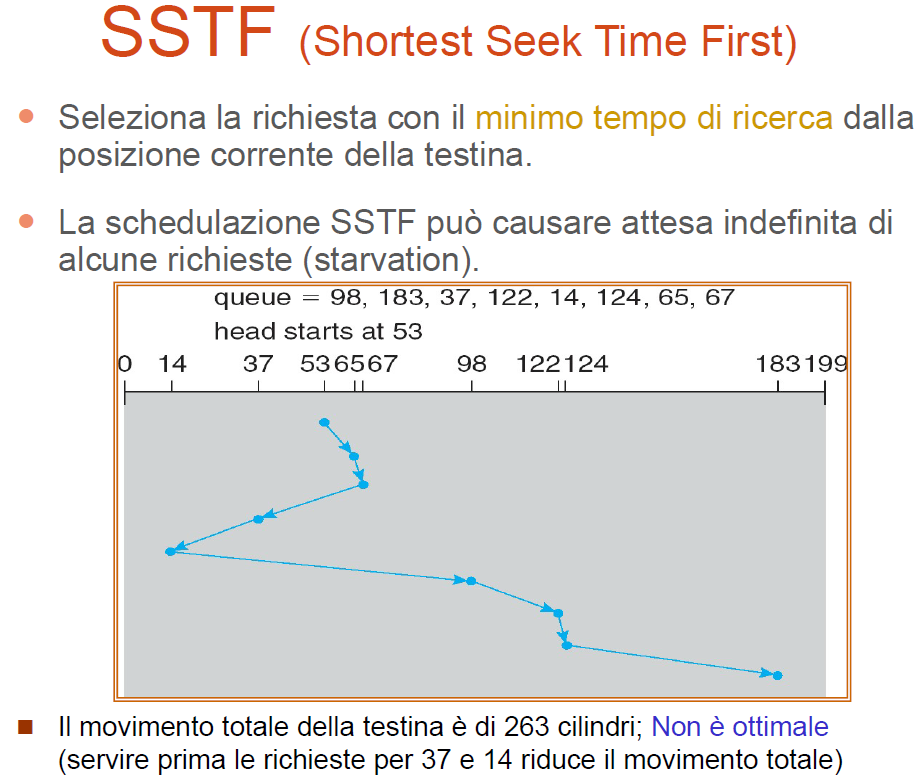 SSTF (Shortest Seek Time First)
Seleziona la richiesta con il minimo tempo di ricerca dalla
posizione corrente della testina.
La schedulazione SSTF può causare attesa indefinita di
alcune richieste (starvation).
queue = 98, 183, 37, 122, 14, 124, 65, 67
head starts at 53
0 14 37 53 65 67 98 122 124 183 199
Il movimento totale della testina è di 263 cilindri; Non è ottimale
(servire prima le richieste per 37 e 14 riduce il movimento totale)